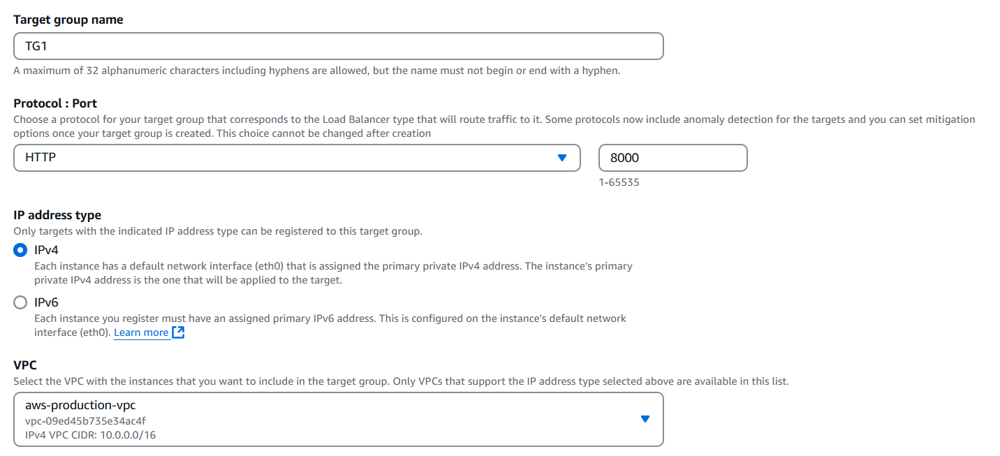 Target group name
TG1
A maximum of 32 alphanumeric characters including hyphens are allowed, but the name must not begin or end with a hyphen.
Protocol : Port
Choose a protocol for your target group that corresponds to the Load Balancer type that will route traffic to it. Some protocols now include anomaly detection for the targets and you can set mitigation
options once your target group is created. This choice cannot be changed after creation
HTTP
8000
1-65535
IP address type
Only targets with the indicated IP address type can be registered to this target group.
IPv4
Each instance has a default network interface (eth0) that is assigned the primary private IPv4 address. The instance’s primary
private IPv4 address is the one that will be applied to the target.
IPv6
Each instance you register must have an assigned primary IPv6 address. This is configured on the instance’s default network
interface (eth0). Learn more
VPC
Select the VPC with the instances that you want to include in the target group. Only VPCs that support the IP address type selected above are available in this list.
aws-production-vpc
vpc-09ed45b735e34ac4f
IPv4 VPC CIDR: 10.0.0.0/16